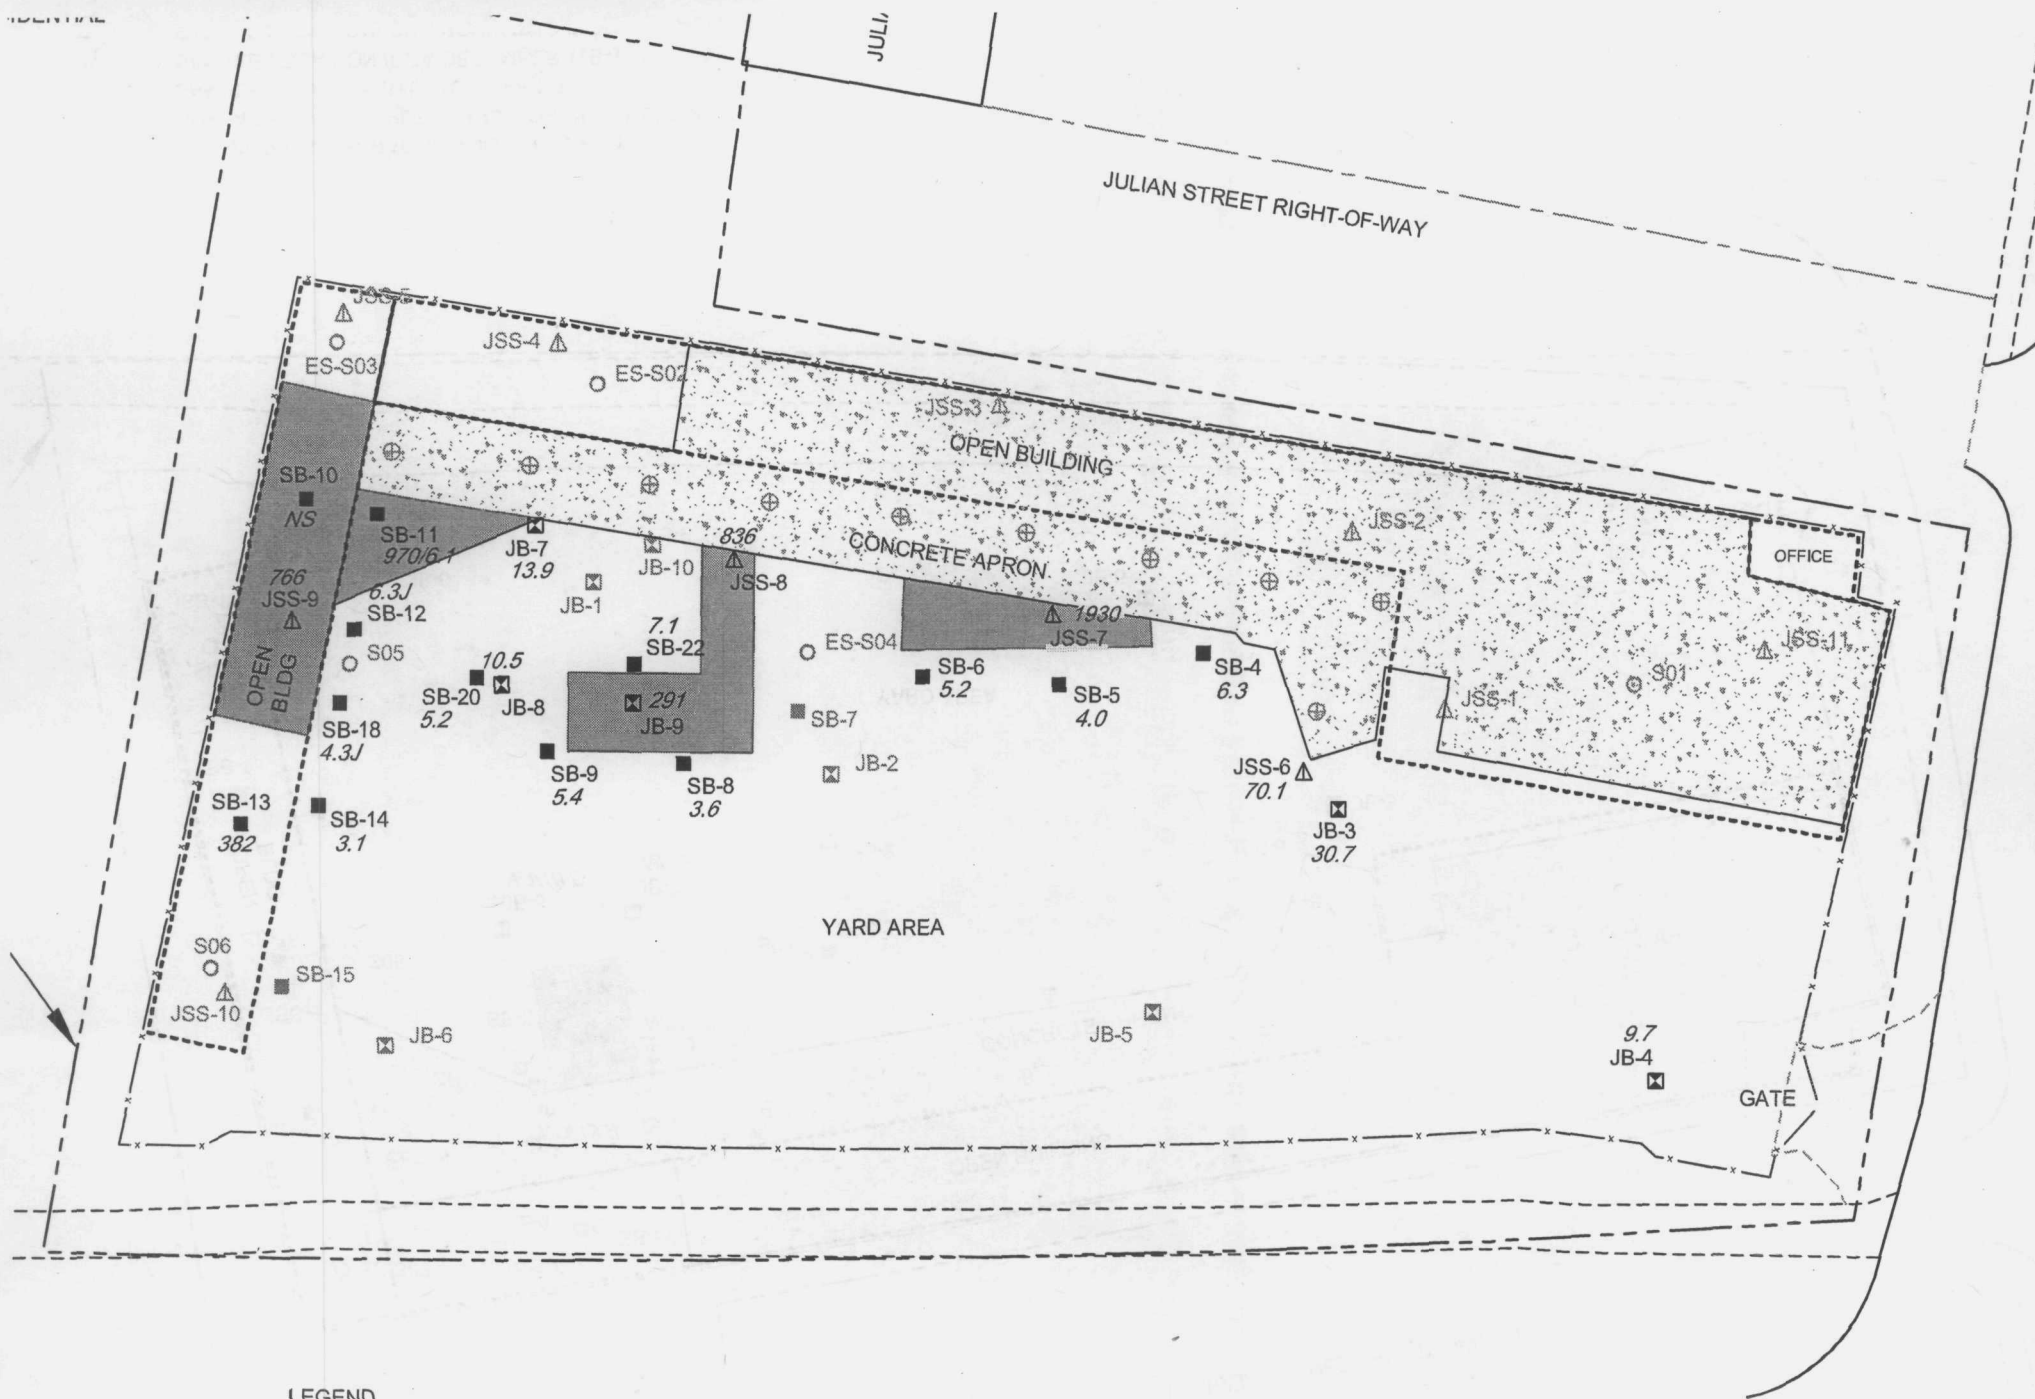 JULIAN STREET RIGHT-OF-WAY
JSS-5
ES-S03
JSS-4
ES-S02
JSS-3
OPEN BUILDING
JSS-2
OFFICE
SB-10
NS
SB-11
970/6.1
JB-7
13.9
JB-10
836
JSS-8
CONCRETE APRON
766
JSS-9
6.3J
SB-12
JB-1
1930
JSS-7
JSS-11
S05
7.1
SB-22
ES-S04
SB-6
5.2
SB-4
6.3
S01
OPEN
BLDG
SB-18
4.3J
SB-20
5.2
10.5
JB-8
291
JB-9
SB-7
SB-5
4.0
JSS-1
SB-9
5.4
SB-8
3.6
JB-2
JSS-6
70.1
SB-13
382
SB-14
3.1
JB-3
30.7
YARD AREA
S06
JSS-10
SB-15
JB-6
JB-5
9.7
JB-4
GATE
LEGEND